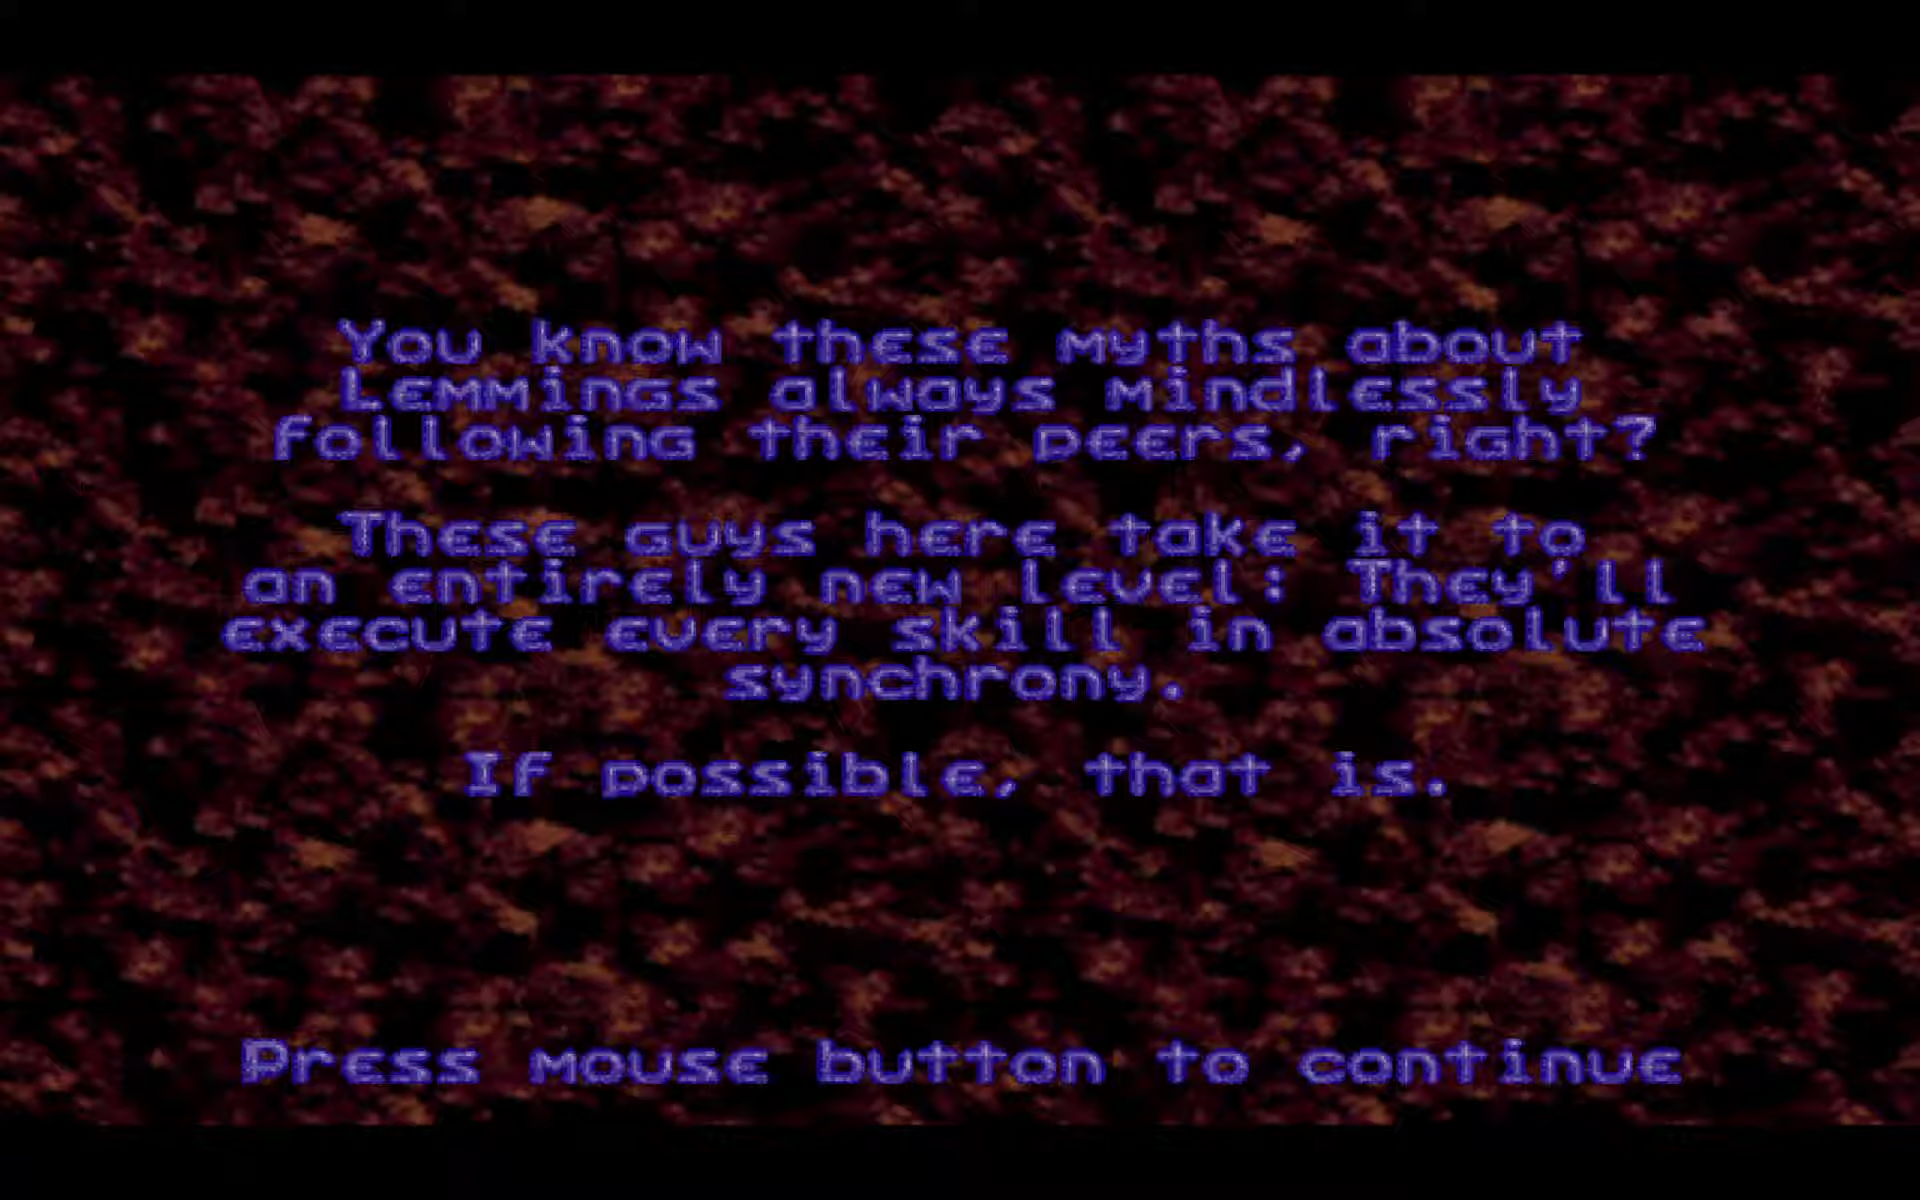 You know these myths about
Lemmings always mindlessly
following their peers, right?
These guys here take it to
an entirely new level: They'll
execute every skill in absolute
synchrony.
If possible, that is.
Press mouse button to continue